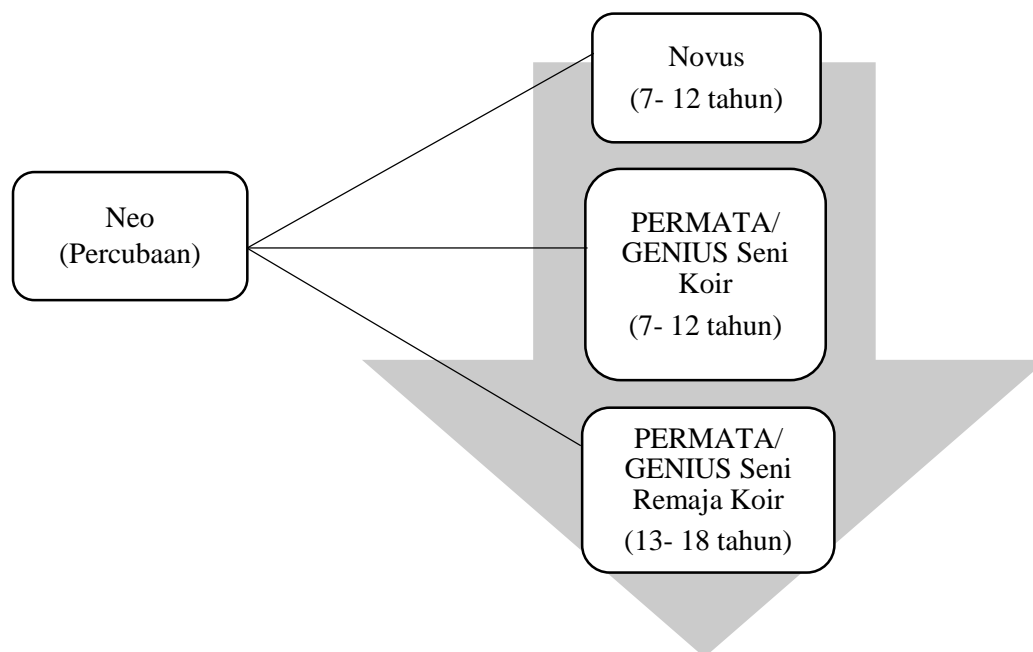 Novus
(7- 12 tahun)
Neo
(Percubaan)
PERMATA/
GENIUS Seni
Koir
(7- 12 tahun)
PERMATA/
GENIUS Seni
Remaja Koir
(13- 18 tahun)